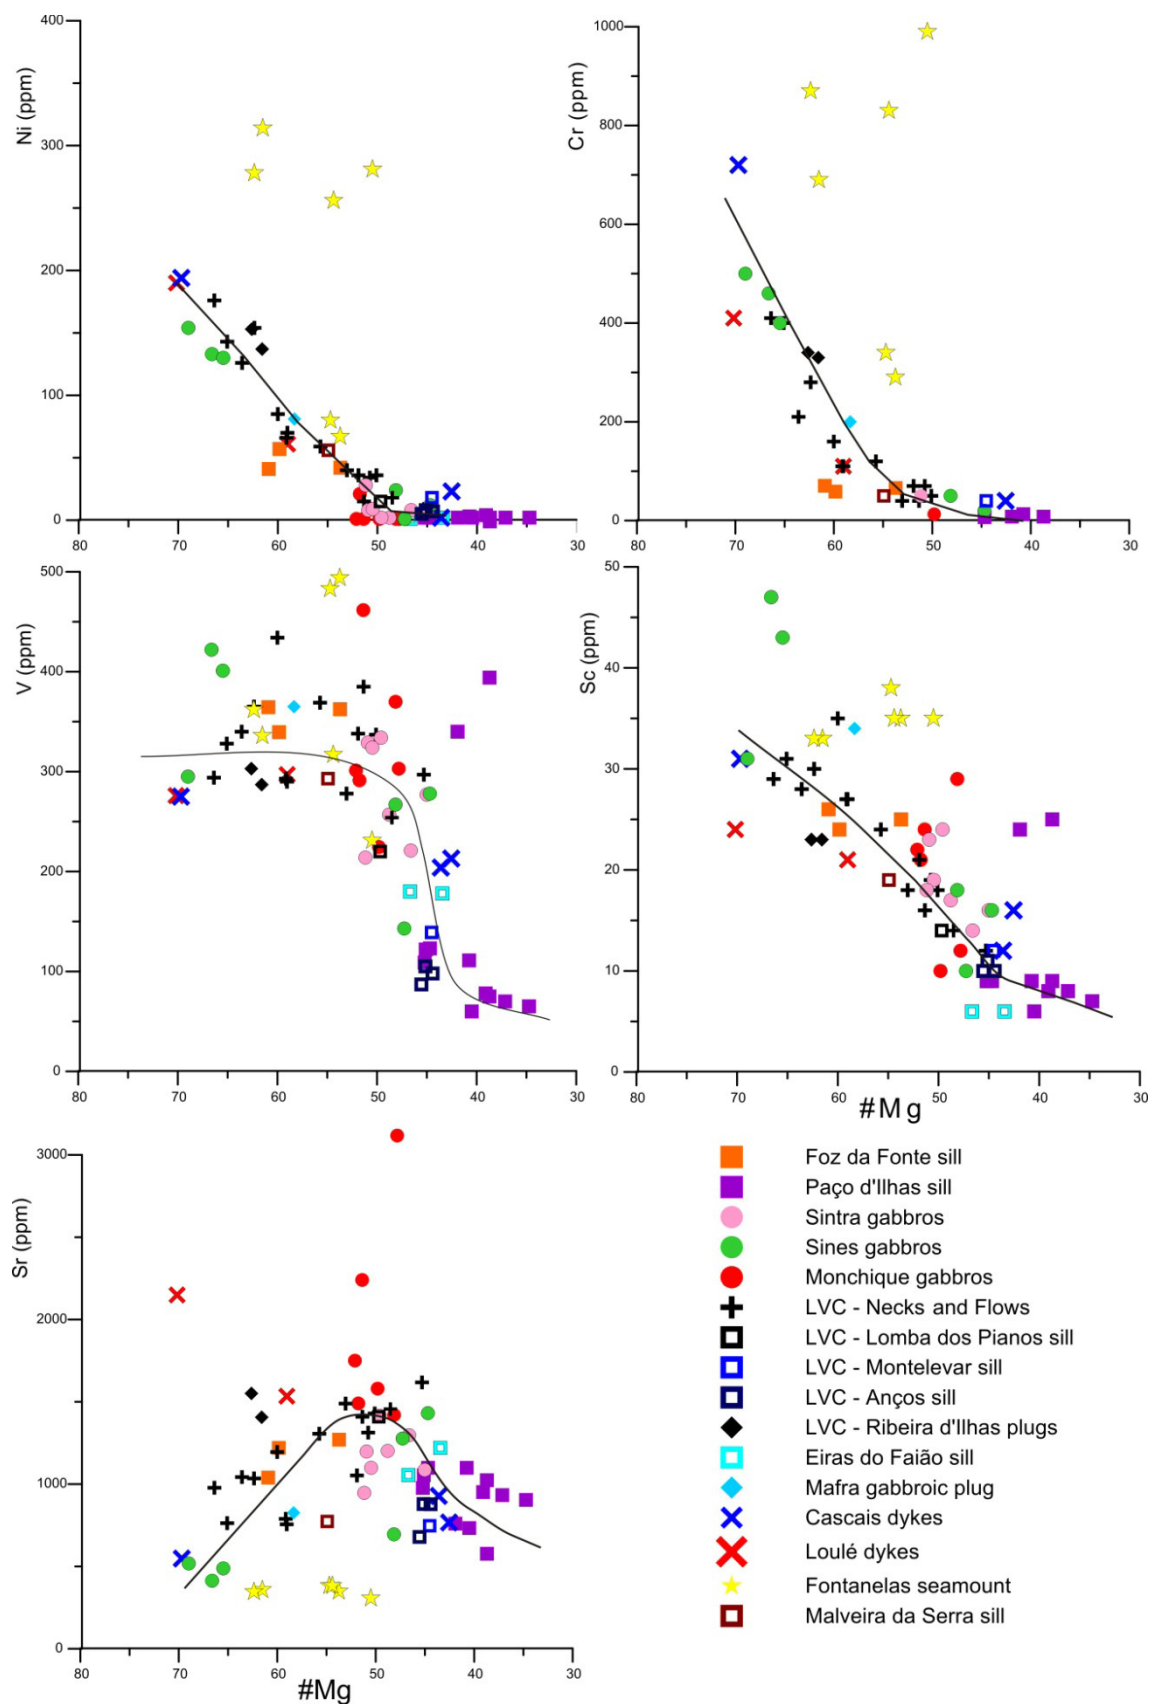 Ni (ppm)
400
300
200
100
0
80 70 60 50 40 30
Cr (ppm)
1000
800
600
400
200
0
80 70 60 50 40 30
V (ppm)
500
400
300
200
100
0
80 70 60 50 40 30
Sc (ppm)
50
40
30
20
10
0
80 70 60 50 40 30
#Mg
Sr (ppm)
3000
2000
1000
0
80 70 60 50 40 30
#Mg
Foz da Fonte sill
Paço d'Ilhas sill
Sintra gabbros
Sines gabbros
Monchique gabbros
LVC - Necks and Flows
LVC - Lomba dos Pianos sill
LVC - Montelevar sill
LVC - Anços sill
LVC - Ribeira d'Ilhas plugs
Eiras do Faião sill
Mafra gabbroic plug
Cascais dykes
Loulé dykes
Fontanelas seamount
Malveira da Serra sill